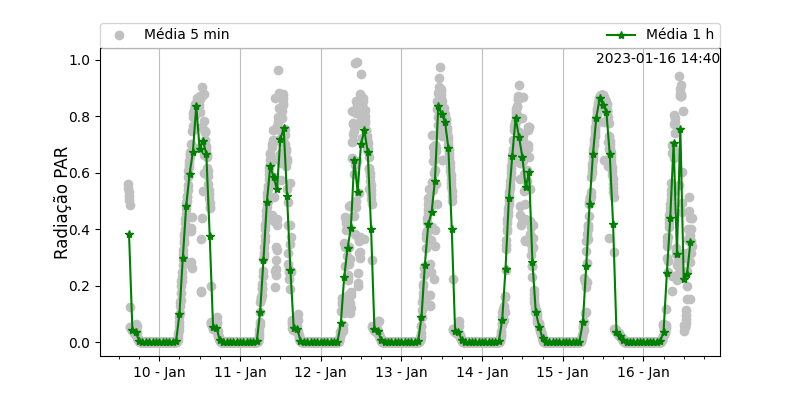 Média 5 min
Média 1 h
2023-01-16 14:40
Radiação PAR
1.0
0.8
0.6
0.4
0.2
0.0
10 - Jan
11 - Jan
12 - Jan
13 - Jan
14 - Jan
15 - Jan
16 - Jan